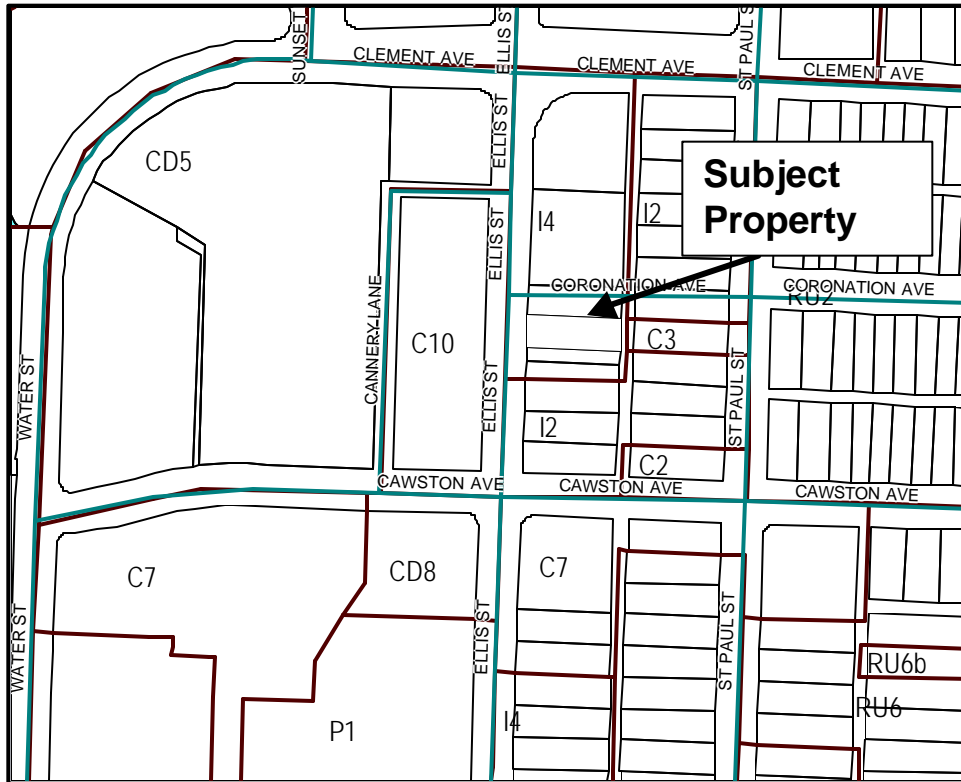 SUNSET
ELLIS ST
ST PAUL S
CLEMENT AVE
CLEMENT AVE
CLEMENT AVE
ELLIS ST
CD5
Subject
Property
I4
I2
ELLIS ST
CORONATION AVE
CORONATION AVE
RU2
C10
C3
CANNERY LANE
WATER ST
ELLIS ST
ST PAUL ST
I2
C2
CAWSTON AVE
CAWSTON AVE
CAWSTON AVE
C7
CD8
C7
WATER ST
ELLIS ST
ST PAUL ST
RU6b
RU6
I4
P1